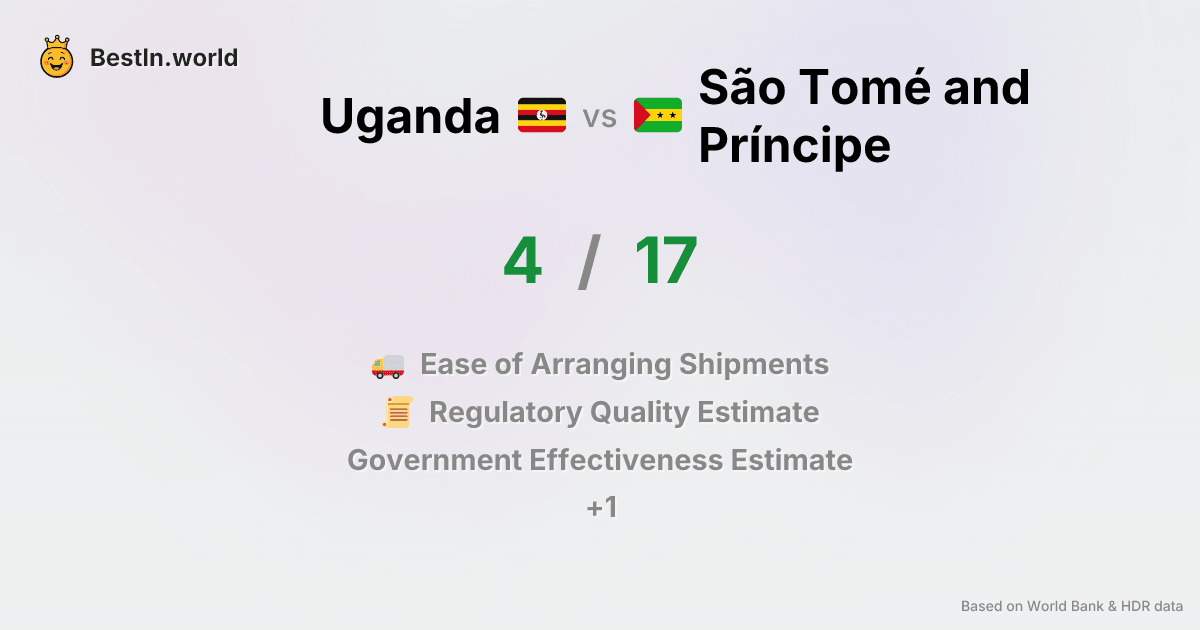 BestIn.world
Uganda vs São Tomé and
Príncipe
4 / 17
Ease of Arranging Shipments
Regulatory Quality Estimate
Government Effectiveness Estimate
+1
Based on World Bank & HDR data